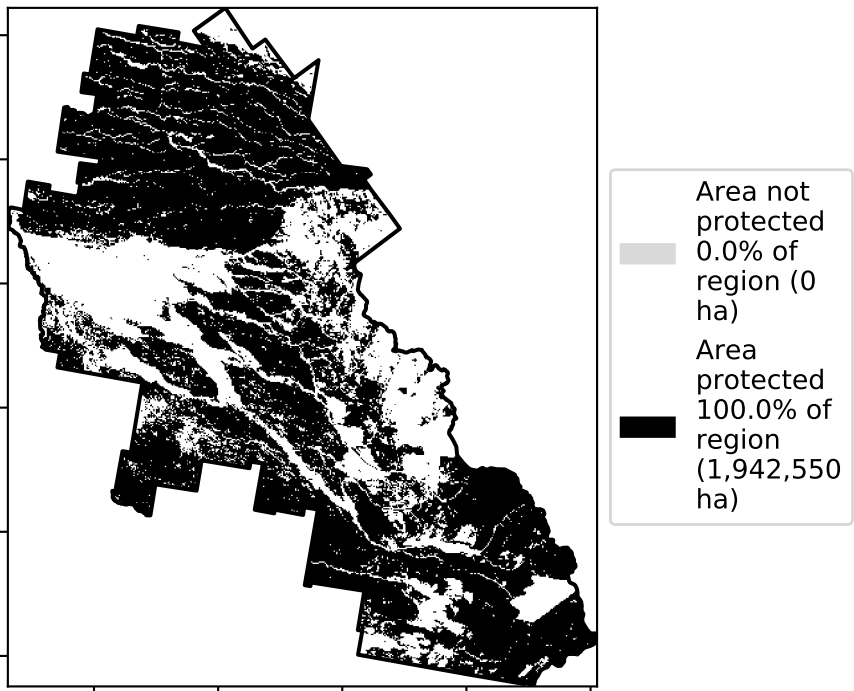 Area not
protected
0.0% of
region (0
ha)
Area
protected
100.0% of
region
(1,942,550
ha)